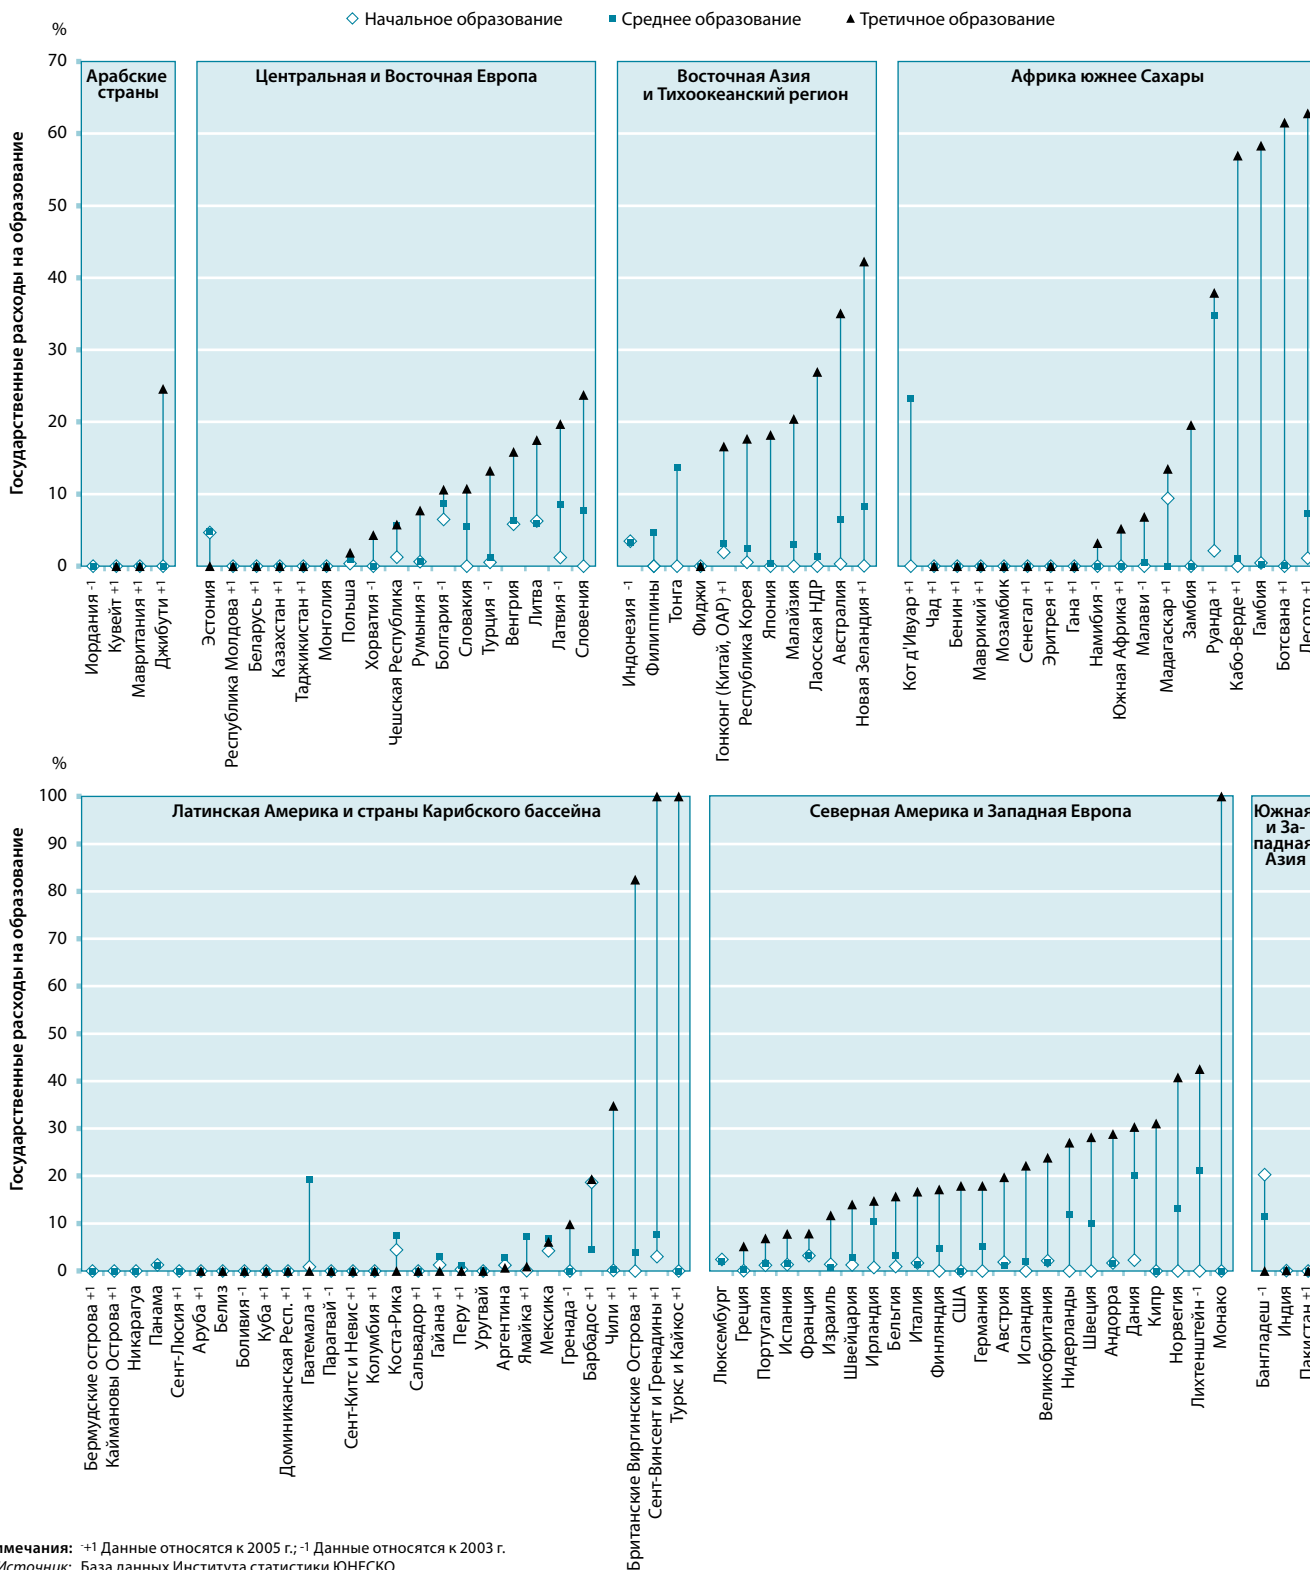 Начальное образование Среднее образование Третичное образование
%
Государственные расходы на образование
70
60
50
40
30
20
10
0
Арабские
страны
Центральная и Восточная Европа
Восточная Азия
и Тихоокеанский регион
Африка южнее Сахары
Иордания -1
Кувейт +1
Мавритания +1
Джибути +1
Эстония
Республика Молдова +1
Беларусь +1
Казахстан +1
Таджикистан +1
Монголия
Польша
Хорватия -1
Чешская Республика
Румыния -1
Болгария -1
Словакия
Турция -1
Венгрия
Литва
Латвия -1
Словения
Индонезия -1
Филиппины
Тонга
Фиджи
Гонконг (Китай, ОАР) +1
Республика Корея
Япония
Малайзия
Лаосская НДР
Австралия
Новая Зеландия +1
Кот д'Ивуар +1
Чад +1
Бенин +1
Маврикий +1
Мозамбик
Сенегал +1
Эритрея +1
Гана +1
Намибия -1
Южная Африка +1
Малави -1
Мадагаскар +1
Замбия
Руанда +1
Кабо-Верде+1
Гамбия
Ботсвана +1
Лесото +1
%
Государственные расходы на образование
100
90
80
70
60
50
40
30
20
10
0
Латинская Америка и страны Карибского бассейна
Северная Америка и Западная Европа
Южная
и За-
падная
Азия
Бермудские острова +1
Каймановы Острова +1
Никарагуа
Панама
Сент-Люсия +1
Аруба +1
Белиз
Боливия -1
Куба +1
Доминиканская Респ. +1
Гватемала +1
Парагвай -1
Сент-Китс и Невис +1
Колумбия +1
Коста-Рика
Сальвадор +1
Гайана +1
Перу +1
Уругвай
Аргентина
Ямайка +1
Мексика
Гренада -1
Барбадос +1
Чили +1
Британские Виргинские Острова +1
Сент-Винсент и Гренадины +1
Туркс и Кайкос +1
Люксембург
Греция
Португалия
Испания
Франция
Израиль
Швейцария
Ирландия
Бельгия
Италия
Финляндия
США
Германия
Австрия
Исландия
Великобритания
Нидерланды
Швеция
Андорра
Дания
Кипр
Норвегия
Лихтенштейн -1
Монако
Бангладеш -1
Индия
Пакистан +1
имечания: -+1 Данные относятся к 2005 г.; -1 Данные относятся к 2003 г.
Источник: База данных Института статистики ЮНЕСКО